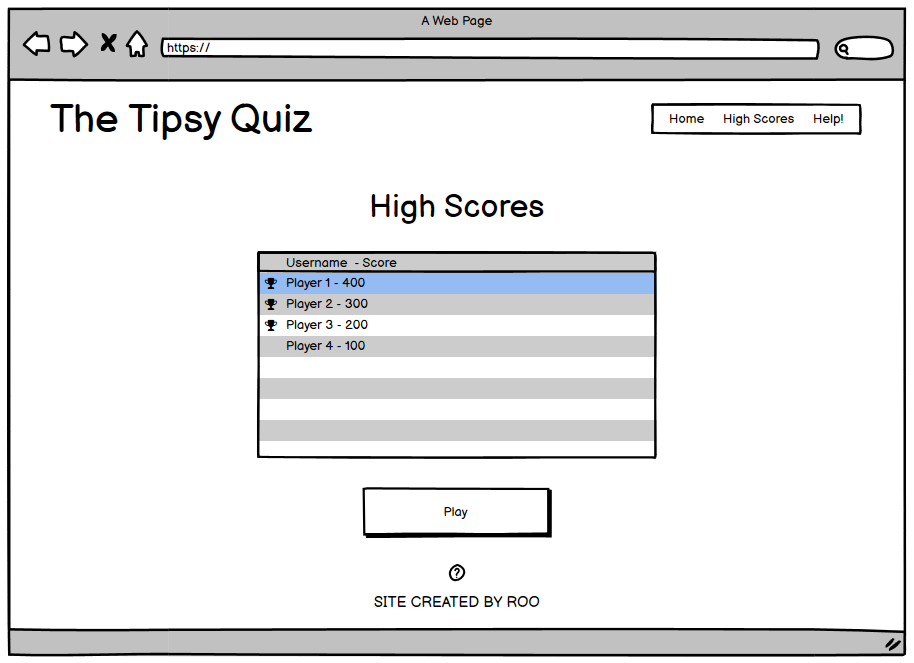 A Web Page
https://
The Tipsy Quiz
Home High Scores Help!
High Scores
Username - Score
Player 1 - 400
Player 2 - 300
Player 3 - 200
Player 4 - 100
Play
?
SITE CREATED BY ROO